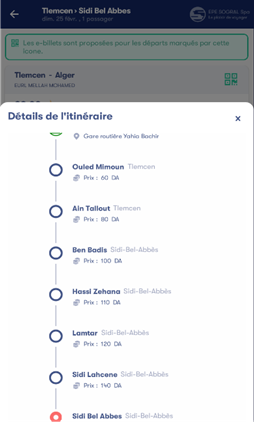 Tlemcen › Sidi Bel Abbes
dim. 25 févr. , 1 passager
Les e-billets sont proposées pour les départs marqués par cette
icone.
Tlemcen - Alger
EURL MELLAH MOHAMED
Détails de l'itinéraire
x
Gare routière Yahia Bachir
Ouled Mimoun Tlemcen
Prix : 60 DA
Ain Tallout Tlemcen
Prix : 80 DA
Ben Badis Sidi-Bel-Abbès
Prix : 100 DA
Hassi Zehana Sidi-Bel-Abbès
Prix : 110 DA
Lamtar Sidi-Bel-Abbès
Prix : 120 DA
Sidi Lahcene Sidi-Bel-Abbès
Prix : 140 DA
Sidi Bel Abbes Sidi-Bel-Abbès